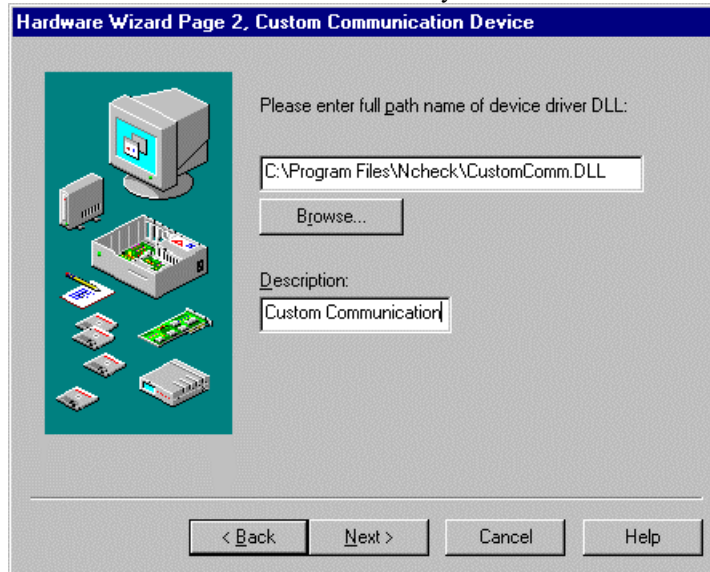 Hardware Wizard Page 2, Custom Communication Device
Please enter full path name of device driver DLL:
C:\Program Files\Ncheck\CustomComm.DLL
Browse...
Description:
Custom Communication
< Back Next > Cancel Help